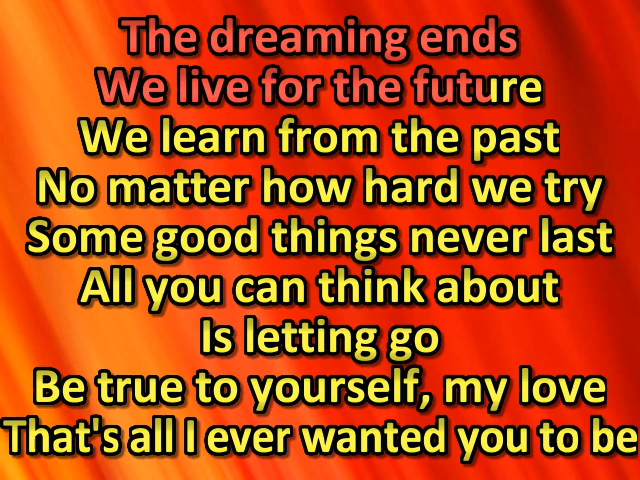 The dreaming ends
We live for the future
We learn from the past
No matter how hard we try
Some good things never last
All you can think about
Is letting go
Be true to yourself, my love
That's all I ever wanted you to be